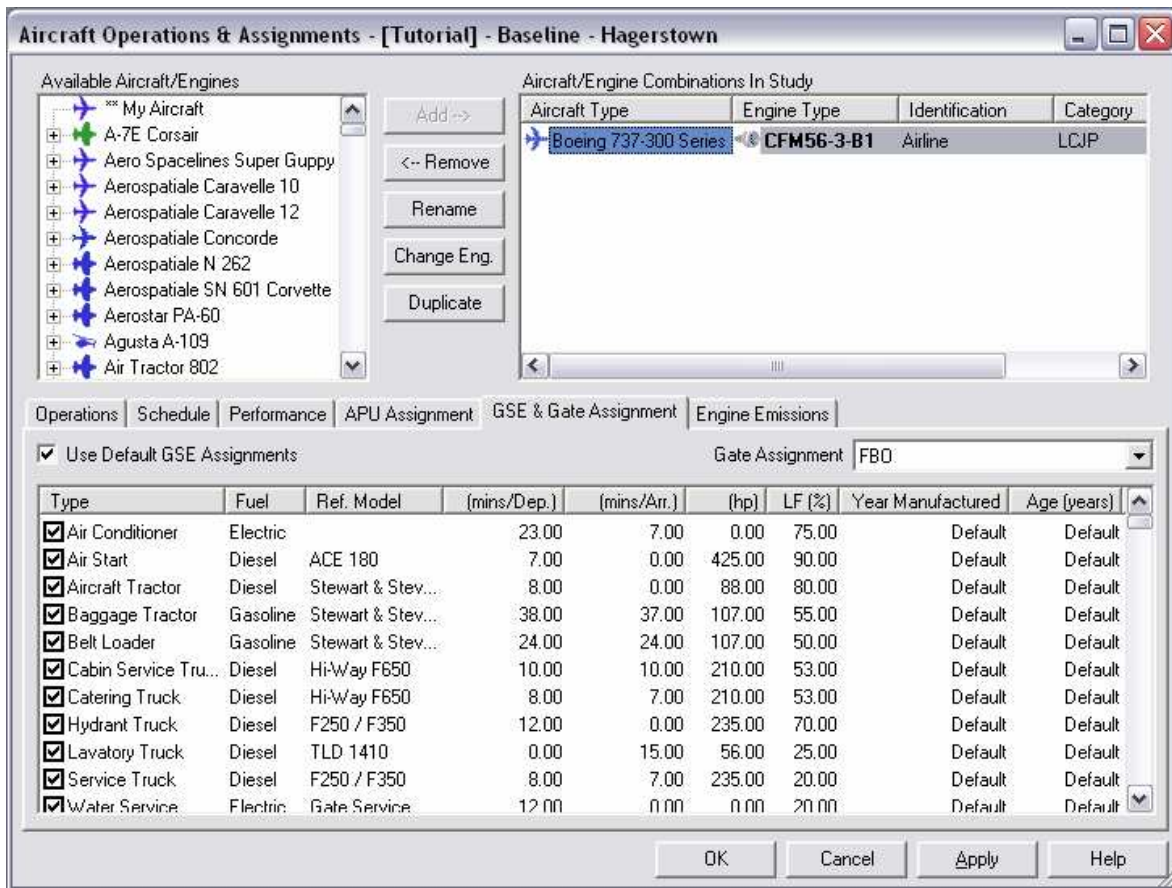 Aircraft Operations & Assignments - [Tutorial] - Baseline - Hagerstown
Available Aircraft/Engines
** My Aircraft
A-7E Corsair
Aero Spacelines Super Guppy
Aerospatiale Caravelle 10
Aerospatiale Caravelle 12
Aerospatiale Concorde
Aerospatiale N 262
Aerospatiale SN 601 Corvette
Aerostar PA-60
Agusta A-109
Air Tractor 802
Add -->
<-- Remove
Rename
Change Eng.
Duplicate
Aircraft/Engine Combinations In Study
Aircraft Type Engine Type Identification Category
Boeing 737-300 Series CFM56-3-B1 Airline LCJP
Operations Schedule Performance APU Assignment GSE & Gate Assignment Engine Emissions
Use Default GSE Assignments Gate Assignment FBO
Type Fuel Ref. Model (mins/Dep.) (mins/Arr.) (hp) LF (%) Year Manufactured Age (years)
Air Conditioner Electric 23.00 7.00 0.00 75.00 Default Default
Air Start Diesel ACE 180 7.00 0.00 425.00 90.00 Default Default
Aircraft Tractor Diesel Stewart & Stev... 8.00 0.00 88.00 80.00 Default Default
Baggage Tractor Gasoline Stewart & Stev... 38.00 37.00 107.00 55.00 Default Default
Belt Loader Gasoline Stewart & Stev... 24.00 24.00 107.00 50.00 Default Default
Cabin Service Tru... Diesel Hi-Way F650 10.00 10.00 210.00 53.00 Default Default
Catering Truck Diesel Hi-Way F650 8.00 7.00 210.00 53.00 Default Default
Hydrant Truck Diesel F250 / F350 12.00 0.00 235.00 70.00 Default Default
Lavatory Truck Diesel TLD 1410 0.00 15.00 56.00 25.00 Default Default
Service Truck Diesel F250 / F350 8.00 7.00 235.00 20.00 Default Default
Water Service Electric Gate Service 12.00 0.00 0.00 20.00 Default Default
OK Cancel Apply Help